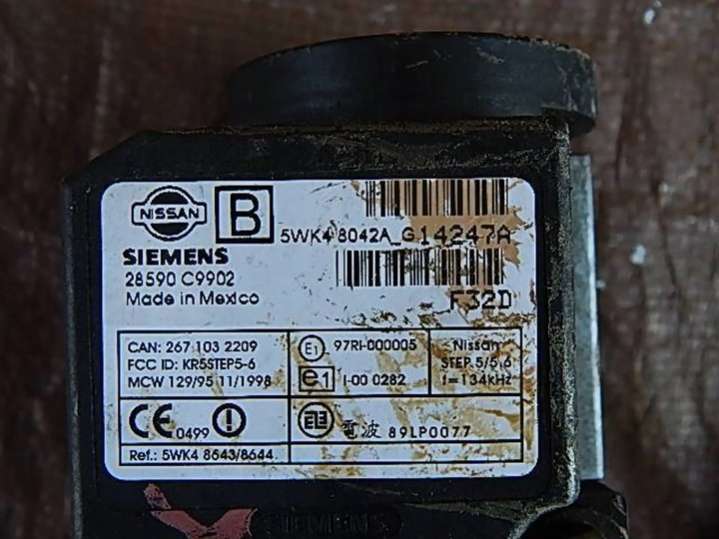 NISSAN
B
5WK4 8042A_G14247A
SIEMENS
28590 C9902
Made in Mexico
F32D
CAN: 267 103 2209
FCC ID: KR5STEP5-6
MCW 129/95 11/1998
E1 97RI-000005
e1 I-00 0282
Nissan
STEP 5/5.6
f=134kHz
CE 0499
電波 89LP0077
Ref.: 5WK4 8643/8644
SIEMENS